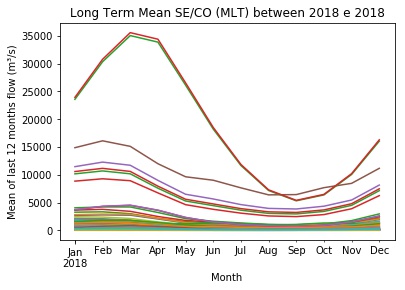 Long Term Mean SE/CO (MLT) between 2018 e 2018
Mean of last 12 months flow (m³/s)
35000
30000
25000
20000
15000
10000
5000
0
Jan Feb Mar Apr May Jun Jul Aug Sep Oct Nov Dec
2018
Month